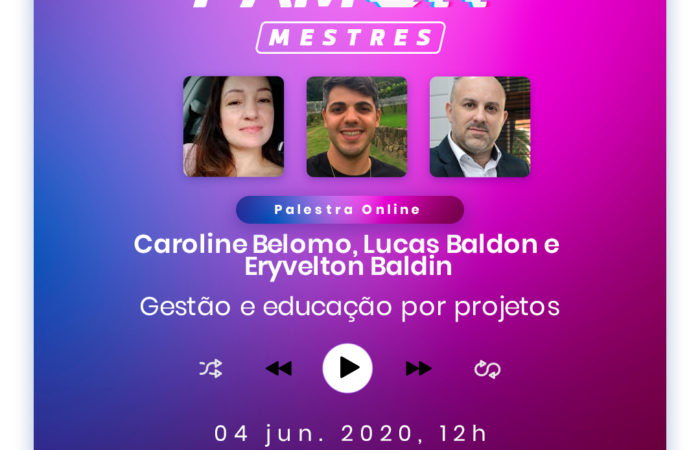 MESTRES
Palestra Online
Caroline Belomo, Lucas Baldon e
Eryvelton Baldin
Gestão e educação por projetos
04 jun. 2020, 12h